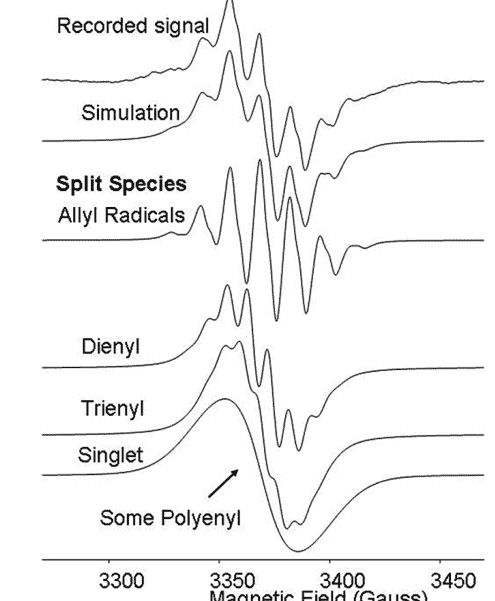 Recorded signal
Simulation
Split Species
Allyl Radicals
Dienyl
Trienyl
Singlet
Some Polyenyl
3300 3350 3400 3450
Magnetic Field (Gauss)